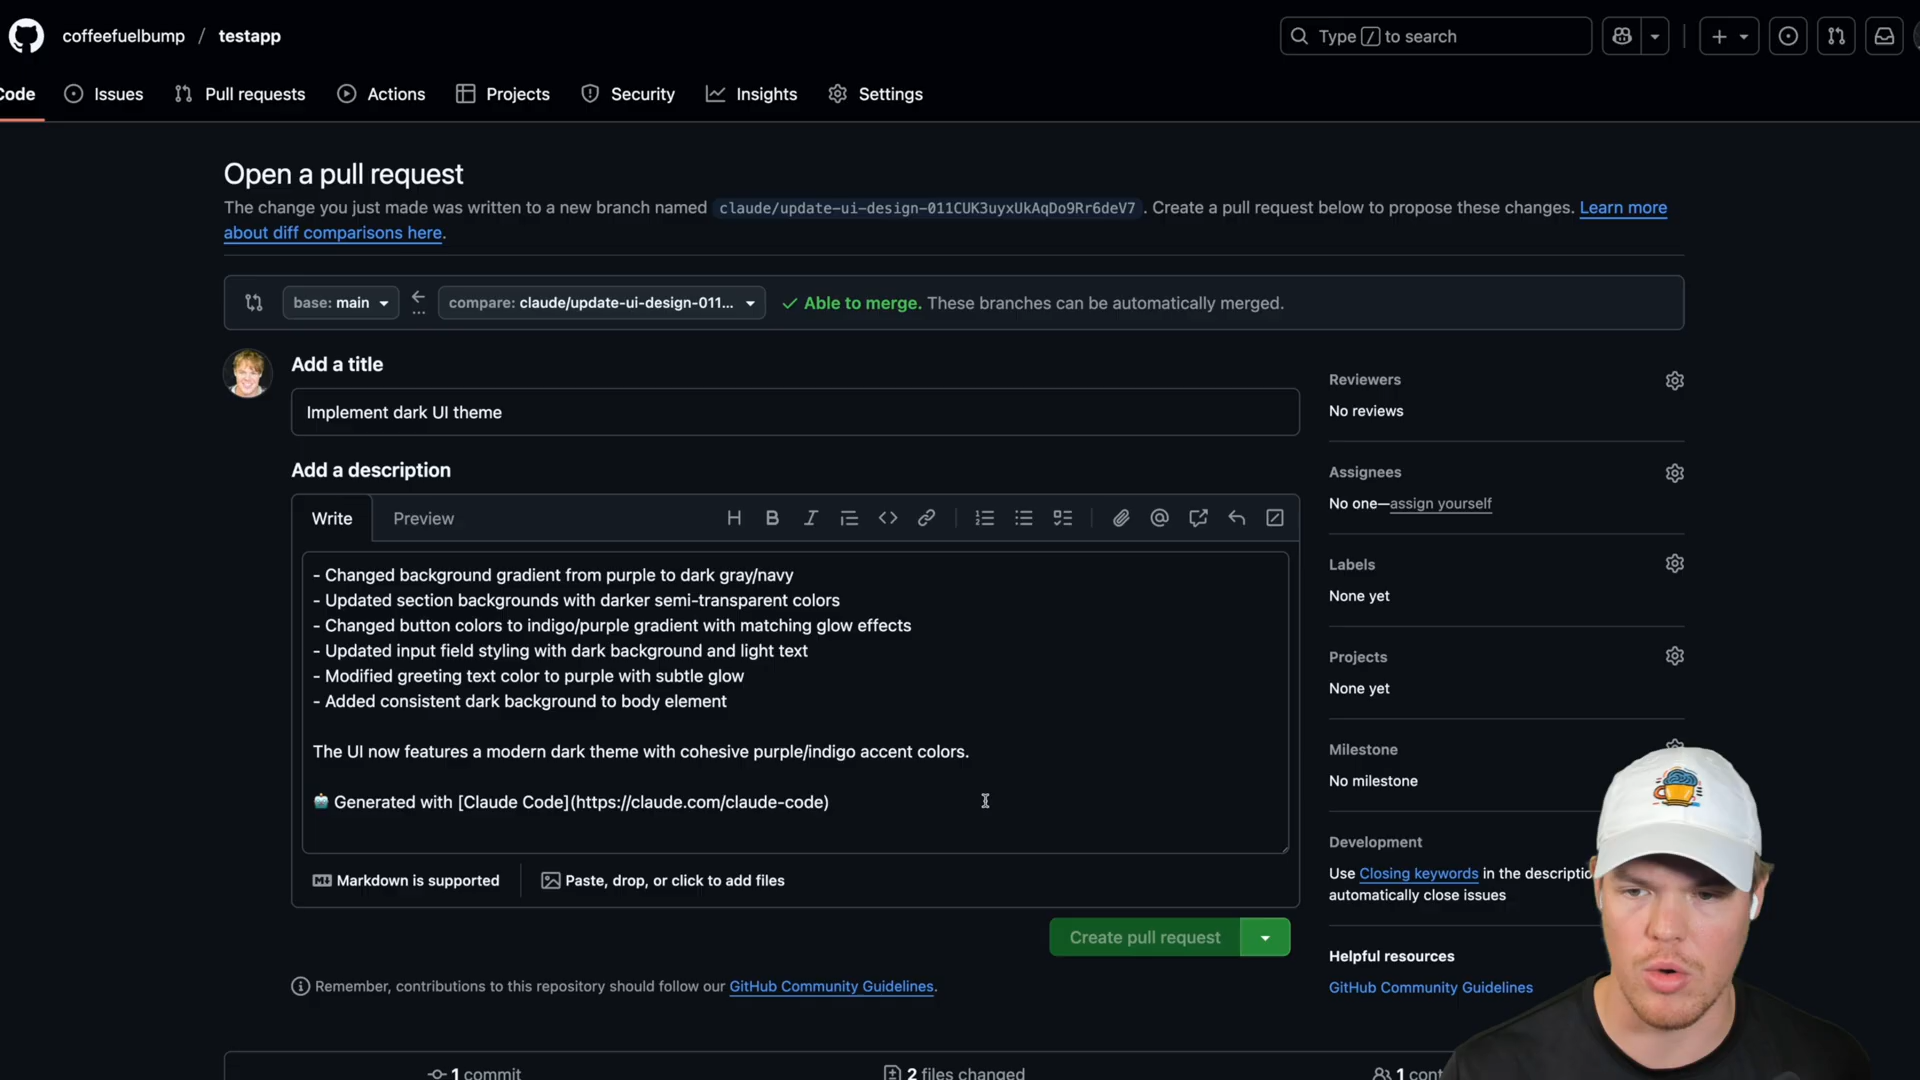 coffeefuelbump / testapp
Type / to search
Code Issues Pull requests Actions Projects Security Insights Settings
Open a pull request
The change you just made was written to a new branch named claude/update-ui-design-011CUK3uyxUkAqDo9Rr6deV7 . Create a pull request below to propose these changes. Learn more
about diff comparisons here.
base: main compare: claude/update-ui-design-011... Able to merge. These branches can be automatically merged.
Add a title
Implement dark UI theme
Add a description
Write Preview
- Changed background gradient from purple to dark gray/navy
- Updated section backgrounds with darker semi-transparent colors
- Changed button colors to indigo/purple gradient with matching glow effects
- Updated input field styling with dark background and light text
- Modified greeting text color to purple with subtle glow
- Added consistent dark background to body element
The UI now features a modern dark theme with cohesive purple/indigo accent colors.
Generated with [Claude Code](https://claude.com/claude-code)
Markdown is supported Paste, drop, or click to add files
Create pull request
Remember, contributions to this repository should follow our GitHub Community Guidelines.
Reviewers
No reviews
Assignees
No one—assign yourself
Labels
None yet
Projects
None yet
Milestone
No milestone
Development
Use Closing keywords in the descriptio
automatically close issues
Helpful resources
GitHub Community Guidelines
1 commit 2 files changed 1 cont